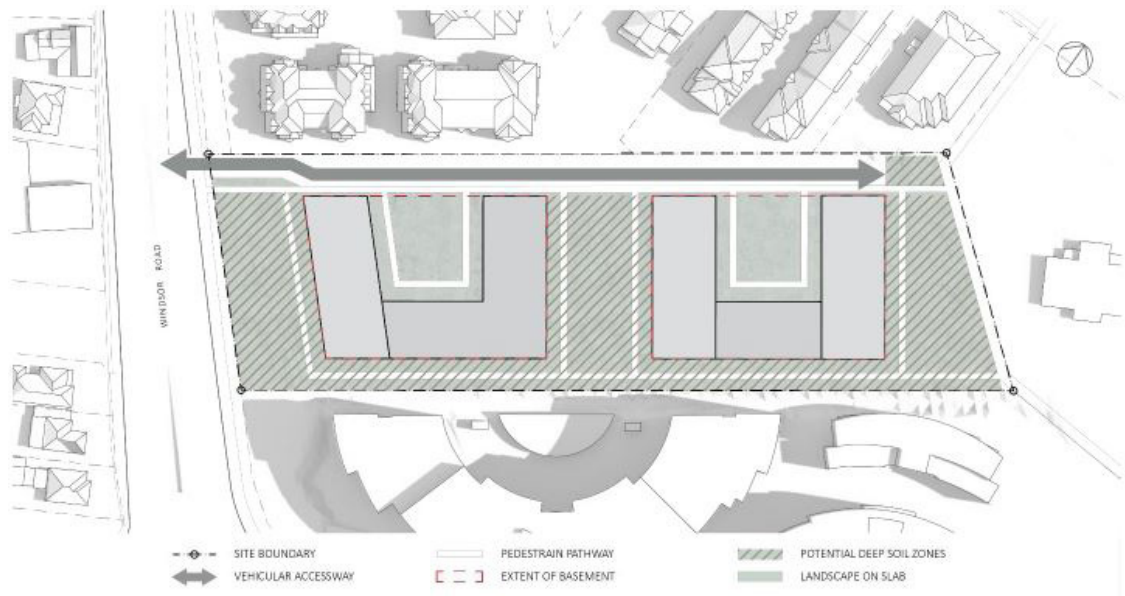 WINDSOR ROAD
SITE BOUNDARY
PEDESTRAIN PATHWAY
POTENTIAL DEEP SOIL ZONES
VEHICULAR ACCESSWAY
EXTENT OF BASEMENT
LANDSCAPE ON SLAB